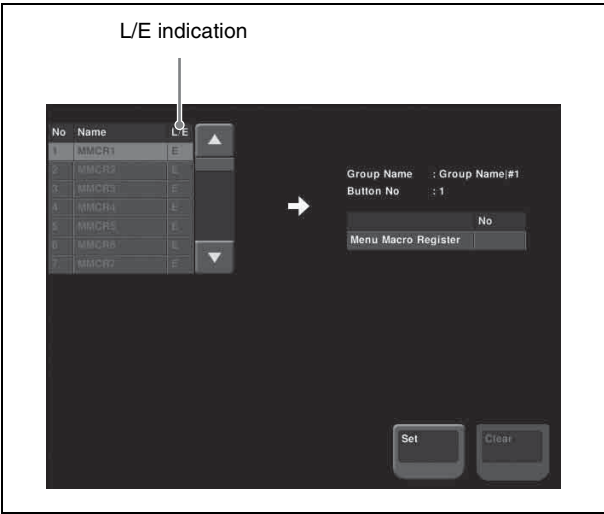 L/E indication
No Name L/E
1 MMCR1 E
2 MMCR2 E
3 MMCR3 E
4 MMCR4 E
5 MMCR5 E
6 MMCR6 E
7 MMCR7 E
Group Name : Group Name|#1
Button No : 1
No
Menu Macro Register
Set
Clear